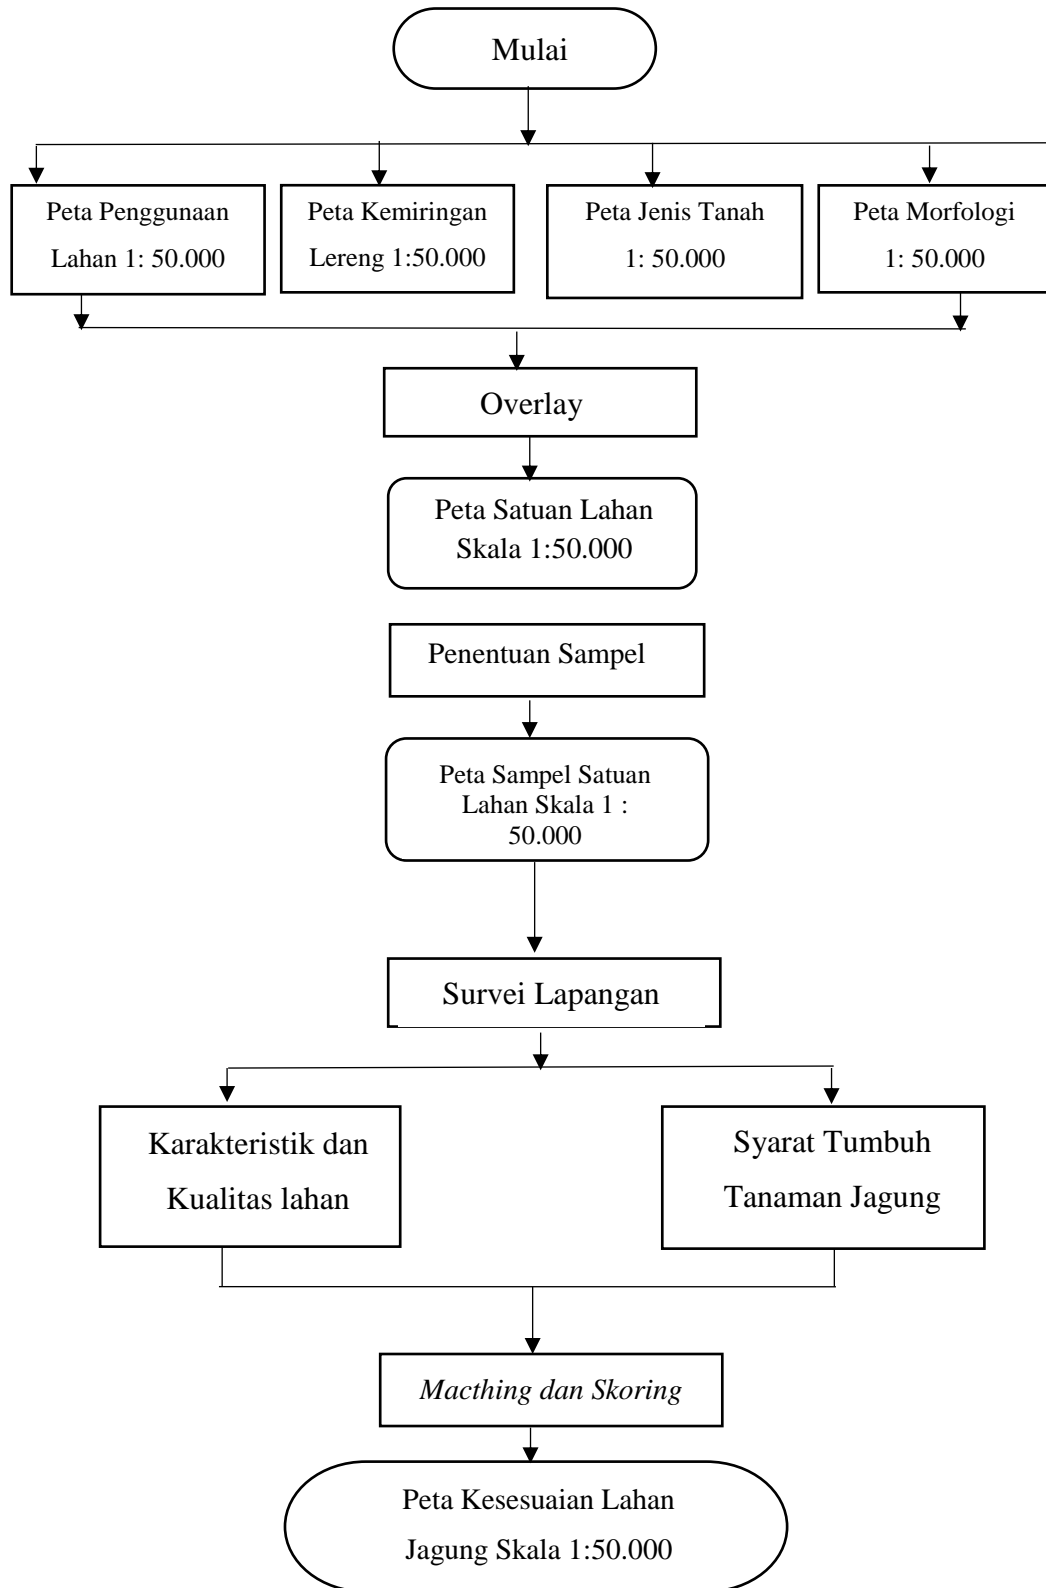 Mulai
Peta Penggunaan
Lahan 1: 50.000
Peta Kemiringan
Lereng 1:50.000
Peta Jenis Tanah
1: 50.000
Peta Morfologi
1: 50.000
Overlay
Peta Satuan Lahan
Skala 1:50.000
Penentuan Sampel
Peta Sampel Satuan
Lahan Skala 1 :
50.000
Survei Lapangan
Karakteristik dan
Kualitas lahan
Syarat Tumbuh
Tanaman Jagung
Macthing dan Skoring
Peta Kesesuaian Lahan
Jagung Skala 1:50.000